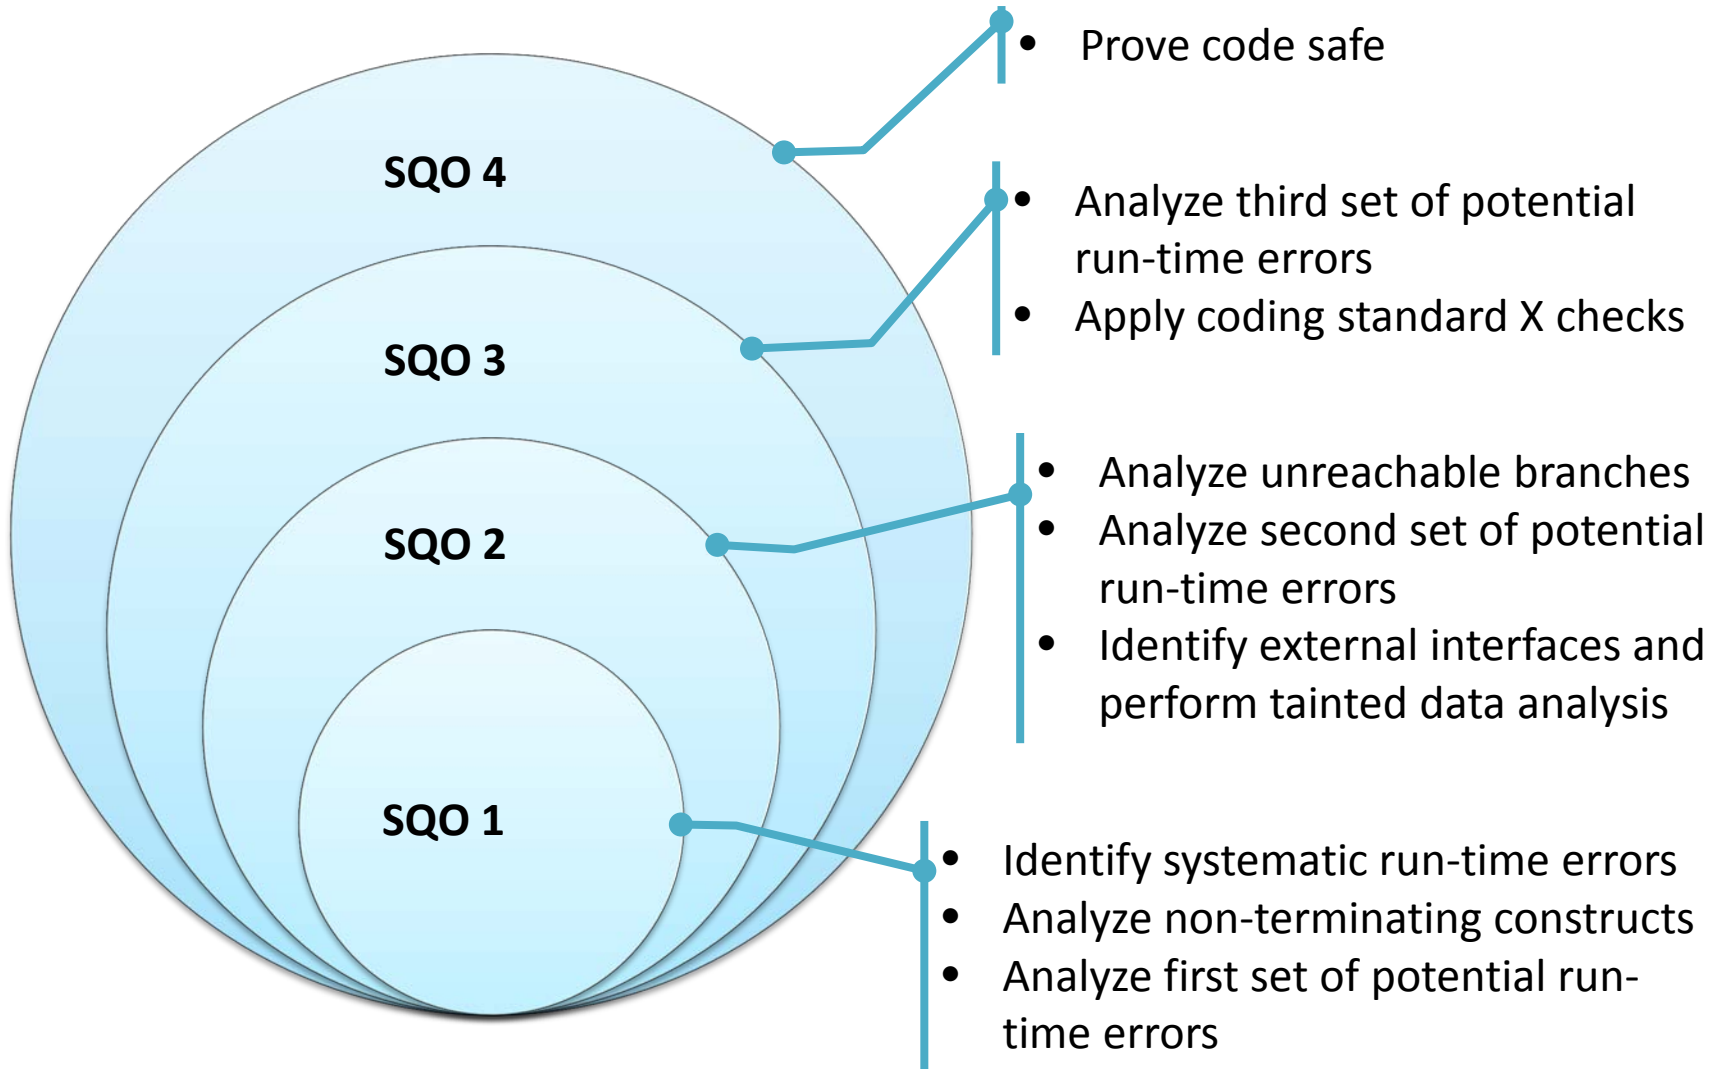 SQO 4
SQO 3
SQO 2
SQO 1
• Prove code safe
• Analyze third set of potential
run-time errors
• Apply coding standard X checks
• Analyze unreachable branches
• Analyze second set of potential
run-time errors
• Identify external interfaces and
perform tainted data analysis
• Identify systematic run-time errors
• Analyze non-terminating constructs
• Analyze first set of potential run-
time errors